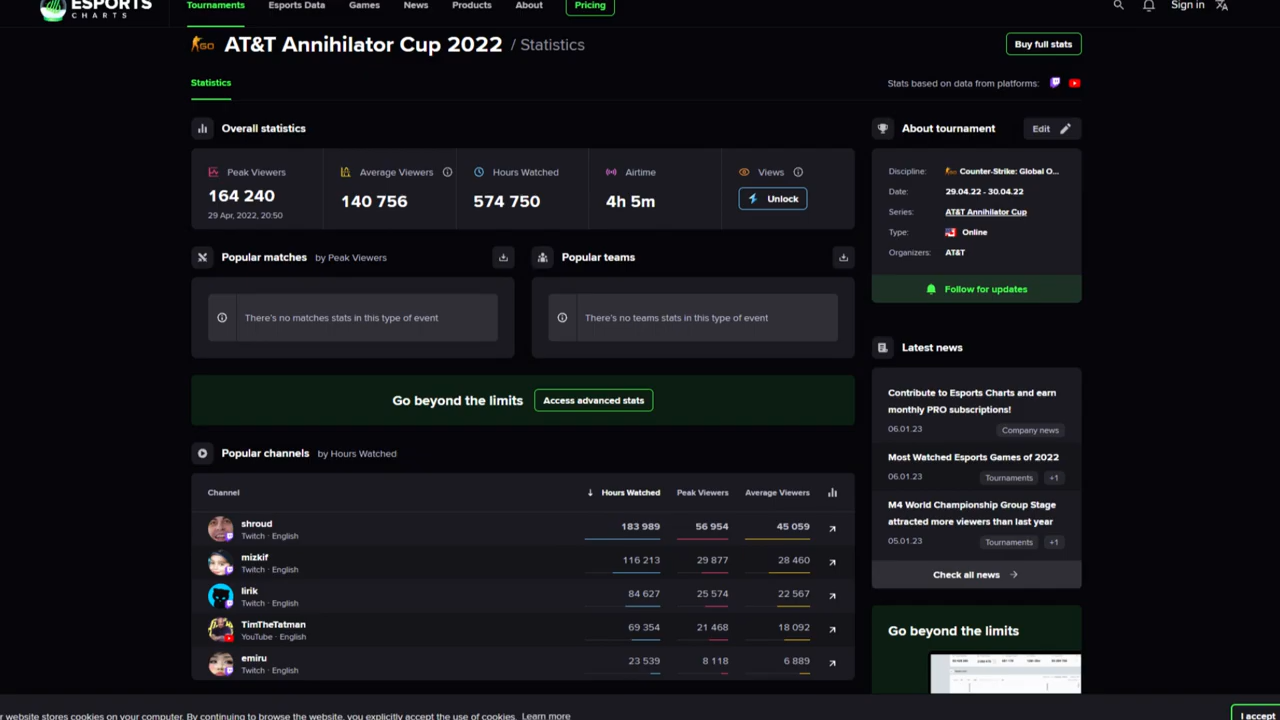 ESPORTS
CHARTS
Tournaments Esports Data Games News Products About Pricing Sign in
GO AT&T Annihilator Cup 2022 / Statistics Buy full stats
Statistics Stats based on data from platforms:
Overall statistics
Peak Viewers Average Viewers Hours Watched Airtime Views
164 240 140 756 574 750 4h 5m Unlock
29 Apr, 2022, 20:50
Popular matches by Peak Viewers Popular teams
There's no matches stats in this type of event There's no teams stats in this type of event
Go beyond the limits Access advanced stats
Popular channels by Hours Watched
Channel ↓ Hours Watched Peak Viewers Average Viewers
shroud 183 989 56 954 45 059
Twitch · English
mizkif 116 213 29 877 28 460
Twitch · English
lirik 84 627 25 574 22 567
Twitch · English
TimTheTatman 69 354 21 468 18 092
YouTube · English
emiru 23 539 8 118 6 889
Twitch · English
About tournament Edit
Discipline: Counter-Strike: Global O...
Date: 29.04.22 - 30.04.22
Series: AT&T Annihilator Cup
Type: Online
Organizers: AT&T
Follow for updates
Latest news
Contribute to Esports Charts and earn
monthly PRO subscriptions!
06.01.23 Company news
Most Watched Esports Games of 2022
06.01.23 Tournaments +1
M4 World Championship Group Stage
attracted more viewers than last year
05.01.23 Tournaments +1
Check all news →
Go beyond the limits
r website stores cookies on your computer. By continuing to browse the website, you explicitly accept the use of cookies. Learn more I accept